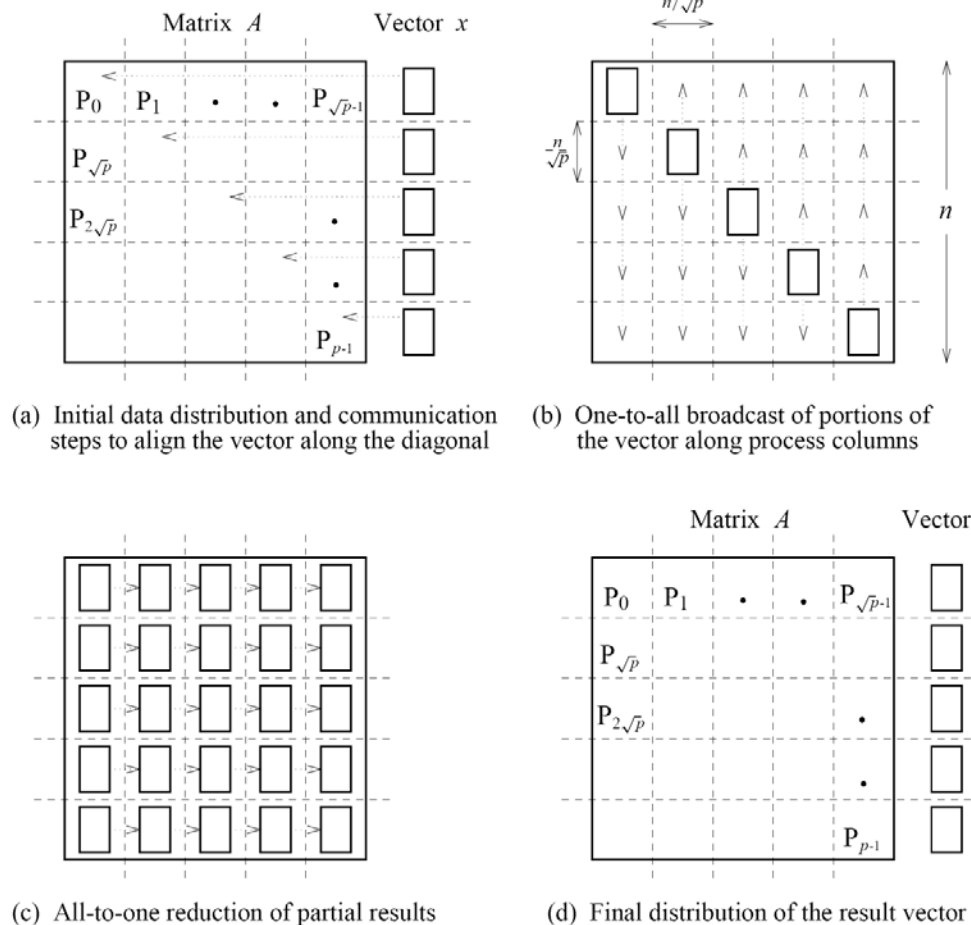 n/√p
Matrix A Vector x
P₀ P₁ P√p-1
P√p
n/√p
P2√p
n
Pp-1
(a) Initial data distribution and communication
steps to align the vector along the diagonal
(b) One-to-all broadcast of portions of
the vector along process columns
Matrix A Vector
P₀ P₁ P√p-1
P√p
P2√p
Pp-1
(c) All-to-one reduction of partial results
(d) Final distribution of the result vector